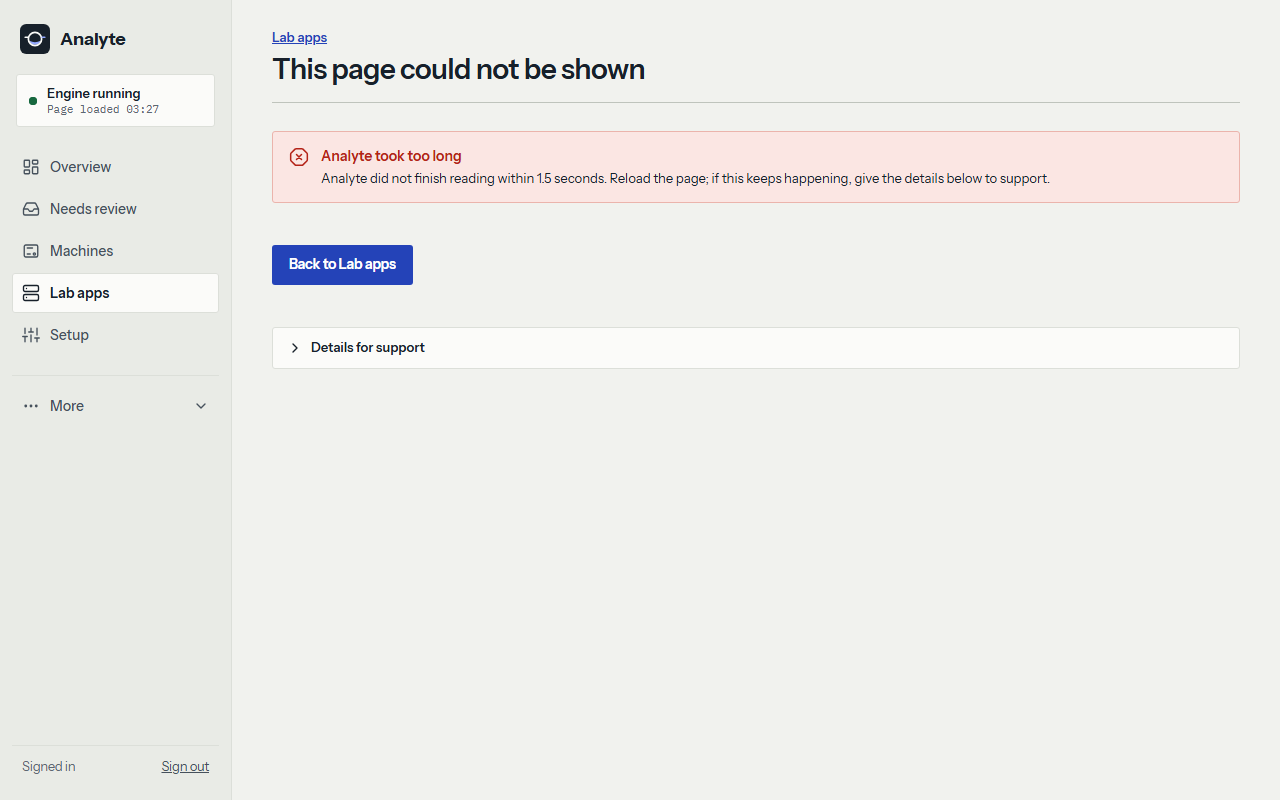 Analyte
Engine running
Page loaded 03:27
Overview
Needs review
Machines
Lab apps
Setup
More
Signed in
Sign out
Lab apps
This page could not be shown
Analyte took too long
Analyte did not finish reading within 1.5 seconds. Reload the page; if this keeps happening, give the details below to support.
Back to Lab apps
Details for support